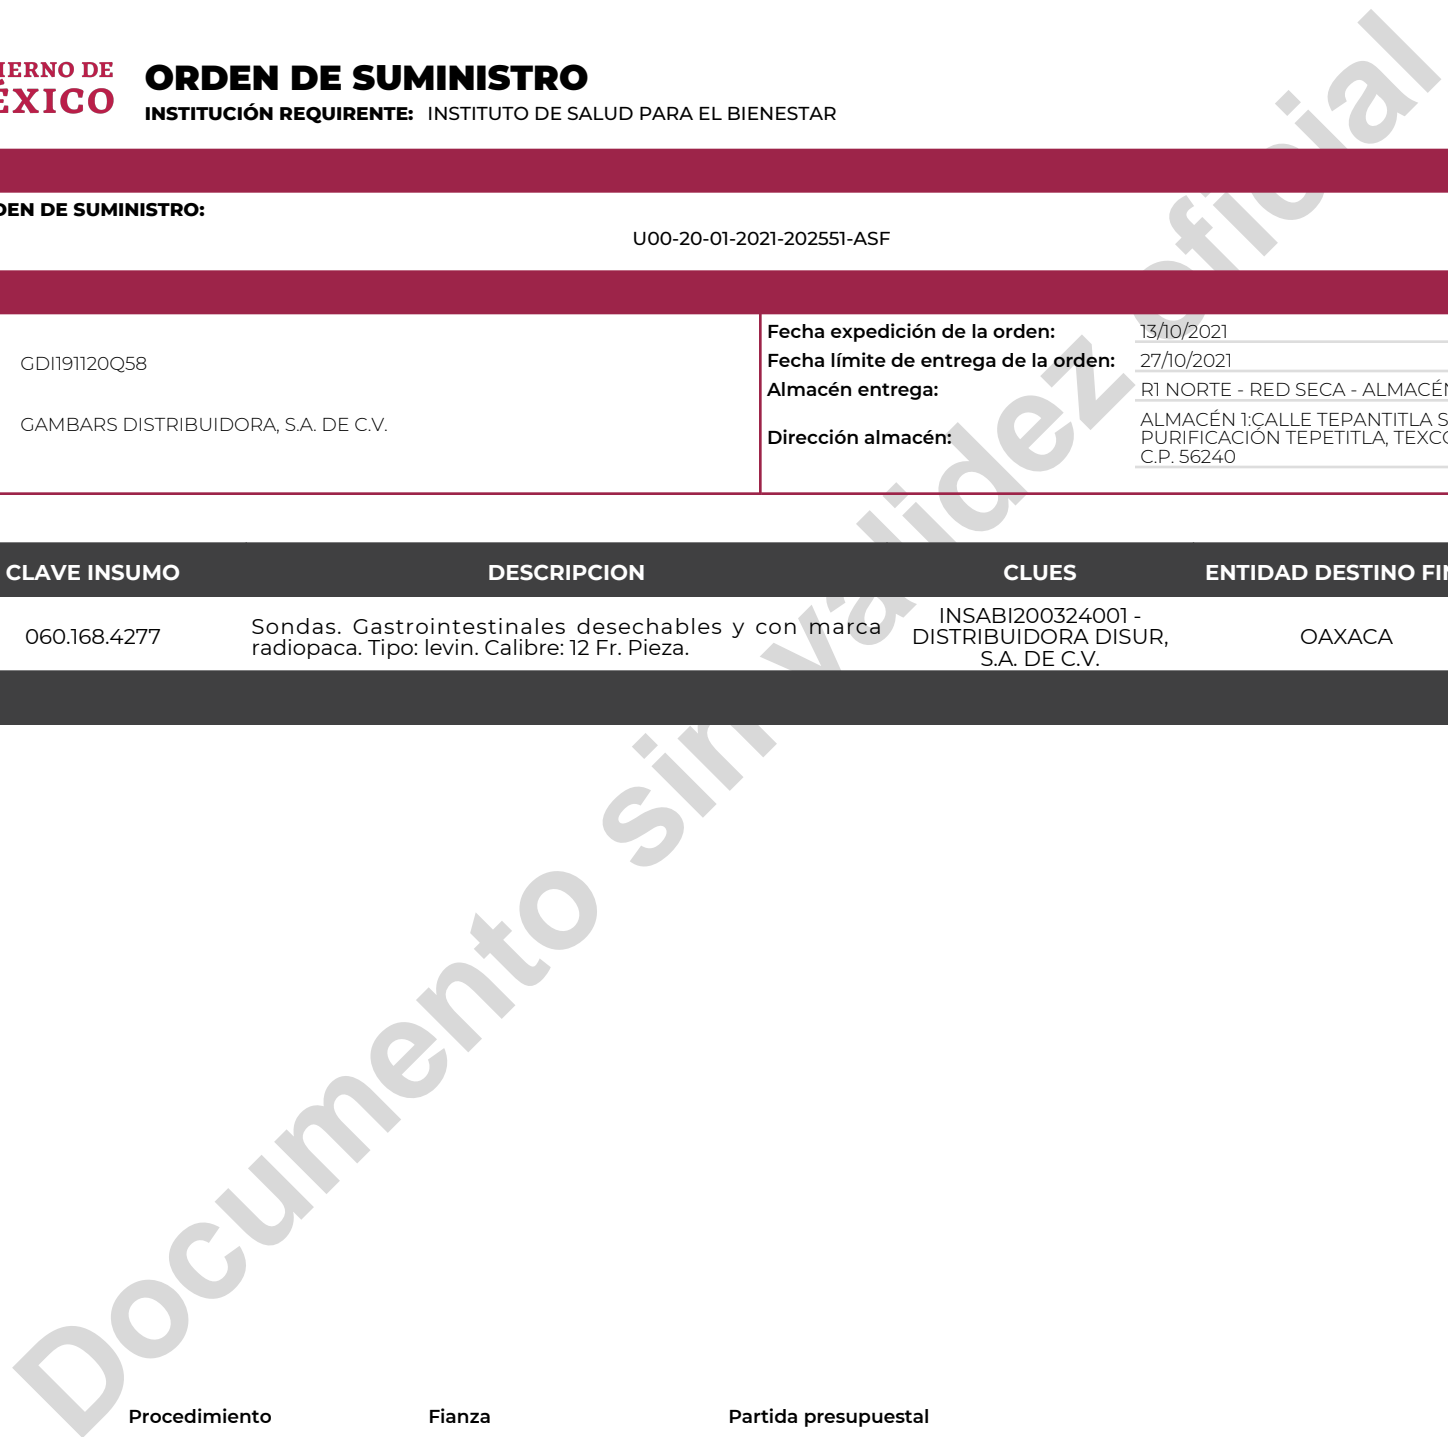 IERNO DE
ÉXICO
ORDEN DE SUMINISTRO
INSTITUCIÓN REQUIRENTE: INSTITUTO DE SALUD PARA EL BIENESTAR
DEN DE SUMINISTRO:
U00-20-01-2021-202551-ASF
GDI191120Q58
GAMBARS DISTRIBUIDORA, S.A. DE C.V.
Fecha expedición de la orden: 13/10/2021
Fecha límite de entrega de la orden: 27/10/2021
Almacén entrega: R1 NORTE - RED SECA - ALMACÉN
Dirección almacén: ALMACÉN 1:CALLE TEPANTITLA S
PURIFICACIÓN TEPETITLA, TEXCO
C.P. 56240
CLAVE INSUMO DESCRIPCION CLUES ENTIDAD DESTINO FIN
060.168.4277
Sondas. Gastrointestinales desechables y con marca
radiopaca. Tipo: levin. Calibre: 12 Fr. Pieza.
INSABI200324001 -
DISTRIBUIDORA DISUR,
S.A. DE C.V.
OAXACA
Documento sin validez oficial
Procedimiento Fianza Partida presupuestal